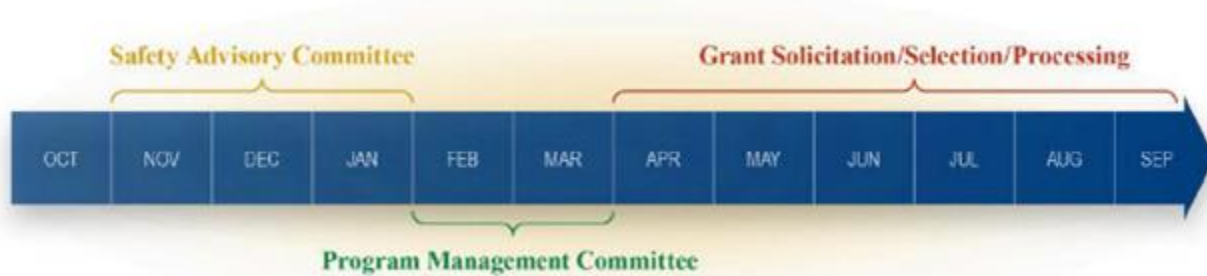 Safety Advisory Committee
Grant Solicitation/Selection/Processing
OCT NOV DEC JAN FEB MAR APR MAY JUN JUL AUG SEP
Program Management Committee